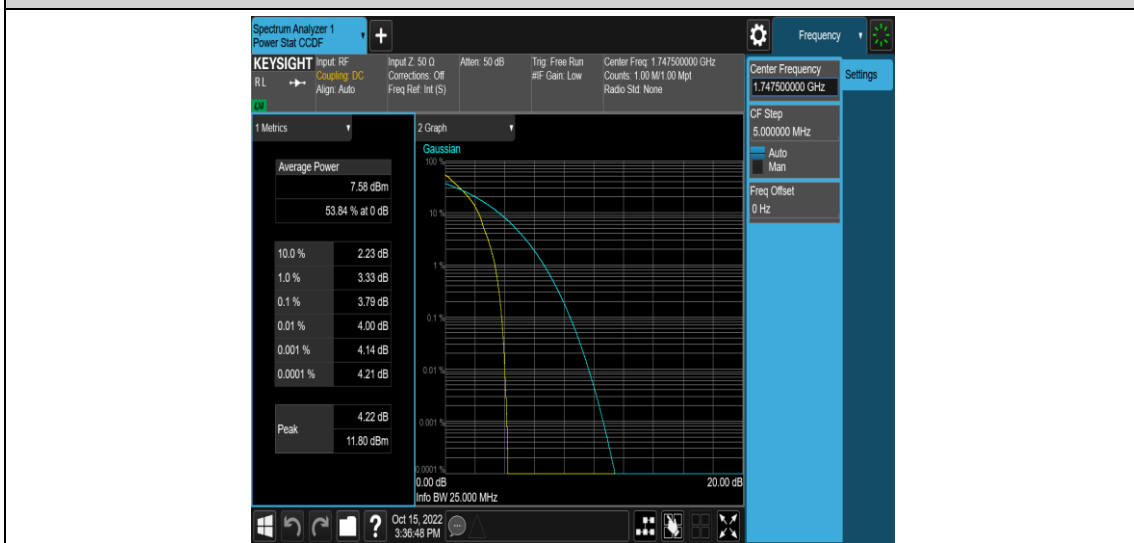 Spectrum Analyzer 1
Power Stat CCDF
+
Frequency
KEYSIGHT
RL
LM
Input: RF
Coupling: DC
Align: Auto
Input Z: 50 Ω
Corrections: Off
Freq Ref: Int (S)
Atten: 50 dB
Trig: Free Run
#IF Gain: Low
Center Freq: 1.747500000 GHz
Counts: 1.00 M/1.00 Mpt
Radio Std: None
Center Frequency
1.747500000 GHz
Settings
CF Step
5.000000 MHz
Auto
Man
Freq Offset
0 Hz
1 Metrics
Average Power
7.58 dBm
53.84 % at 0 dB
10.0 % 2.23 dB
1.0 % 3.33 dB
0.1 % 3.79 dB
0.01 % 4.00 dB
0.001 % 4.14 dB
0.0001 % 4.21 dB
Peak
4.22 dB
11.80 dBm
2 Graph
Gaussian
100 %
10 %
1 %
0.1 %
0.01 %
0.001 %
0.0001 %
0.00 dB 20.00 dB
Info BW 25.000 MHz
?
Oct 15, 2022
3:36:48 PM